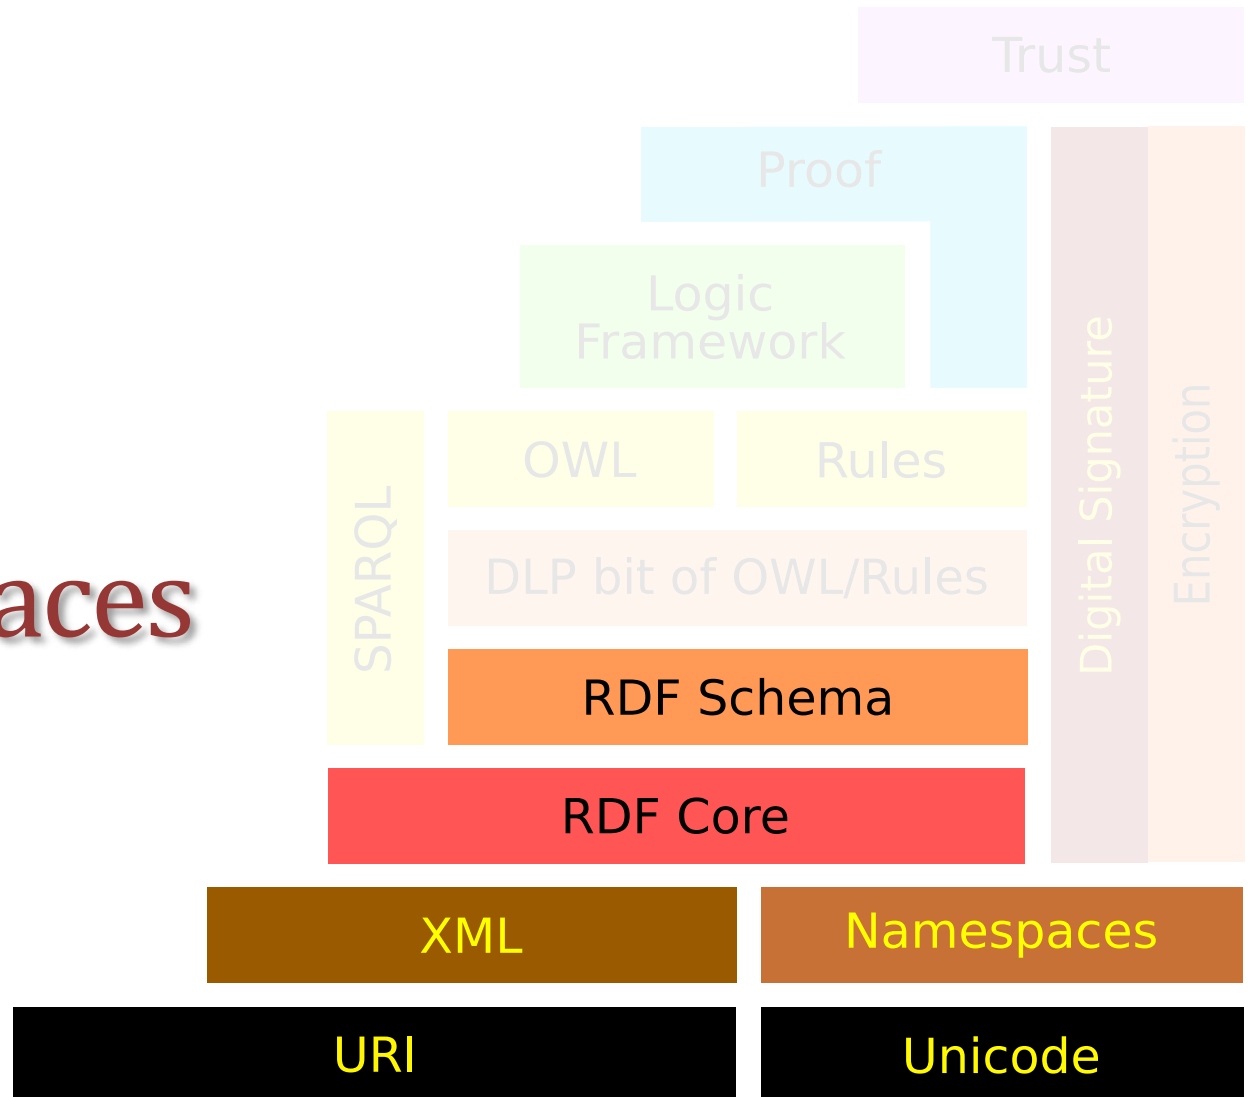 Trust
Proof
Logic
Framework
OWL
Rules
SPARQL
DLP bit of OWL/Rules
Digital Signature
Encryption
aces
RDF Schema
RDF Core
XML
Namespaces
URI
Unicode